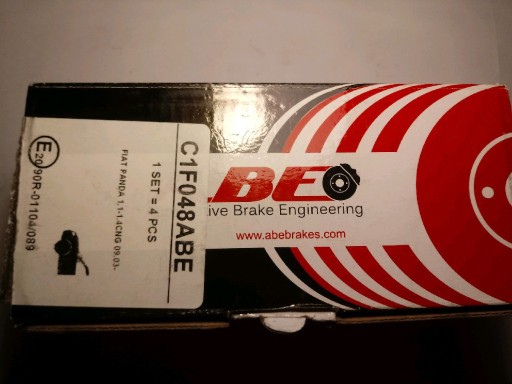 C1F048ABE
1 SET = 4 PCS
FIAT PANDA 1,1-1.4CNG 09.03-
E20
90R-01104/089
BE
ive Brake Engineering
www.abebrakes.com